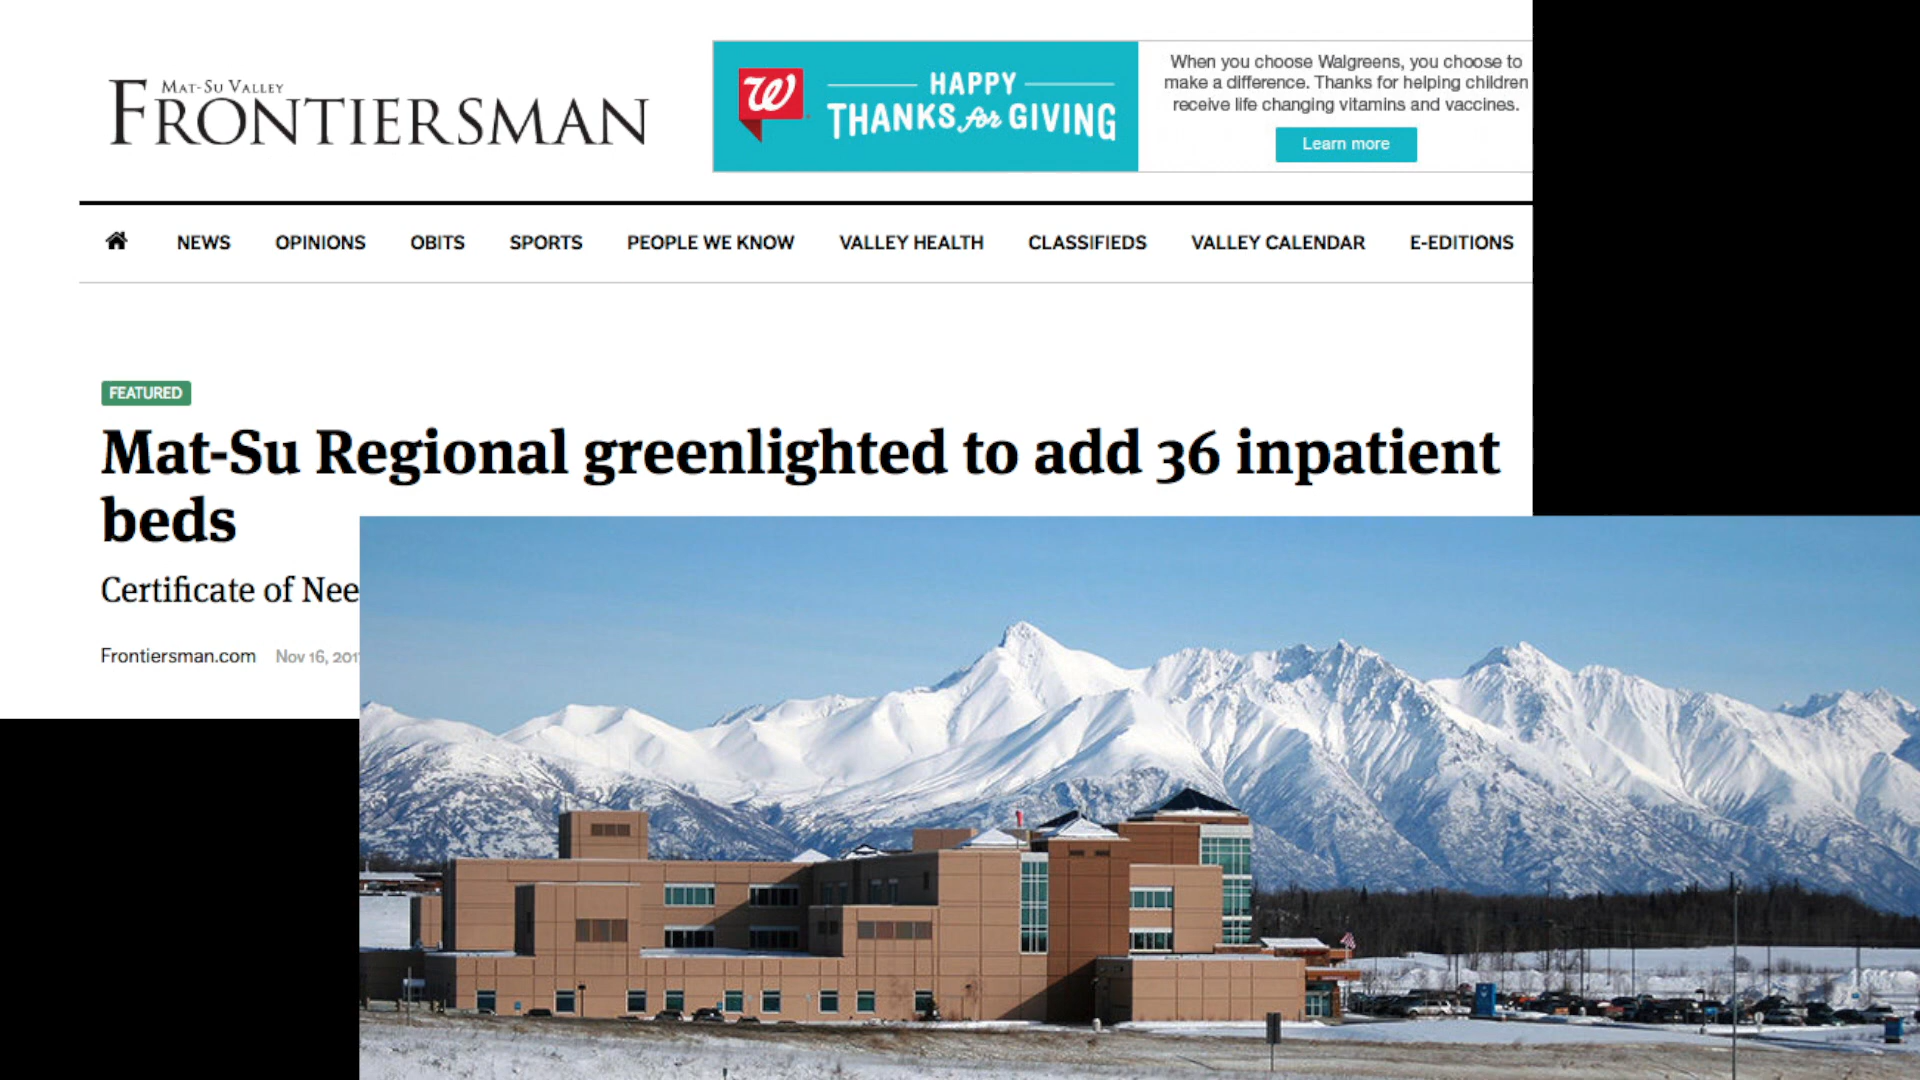 MAT-SU VALLEY
FRONTIERSMAN
HAPPY
THANKS for GIVING
When you choose Walgreens, you choose to
make a difference. Thanks for helping children
receive life changing vitamins and vaccines.
Learn more
NEWS OPINIONS OBITS SPORTS PEOPLE WE KNOW VALLEY HEALTH CLASSIFIEDS VALLEY CALENDAR E-EDITIONS
FEATURED
Mat-Su Regional greenlighted to add 36 inpatient
beds
Certificate of Nee
Frontiersman.com Nov 16, 201